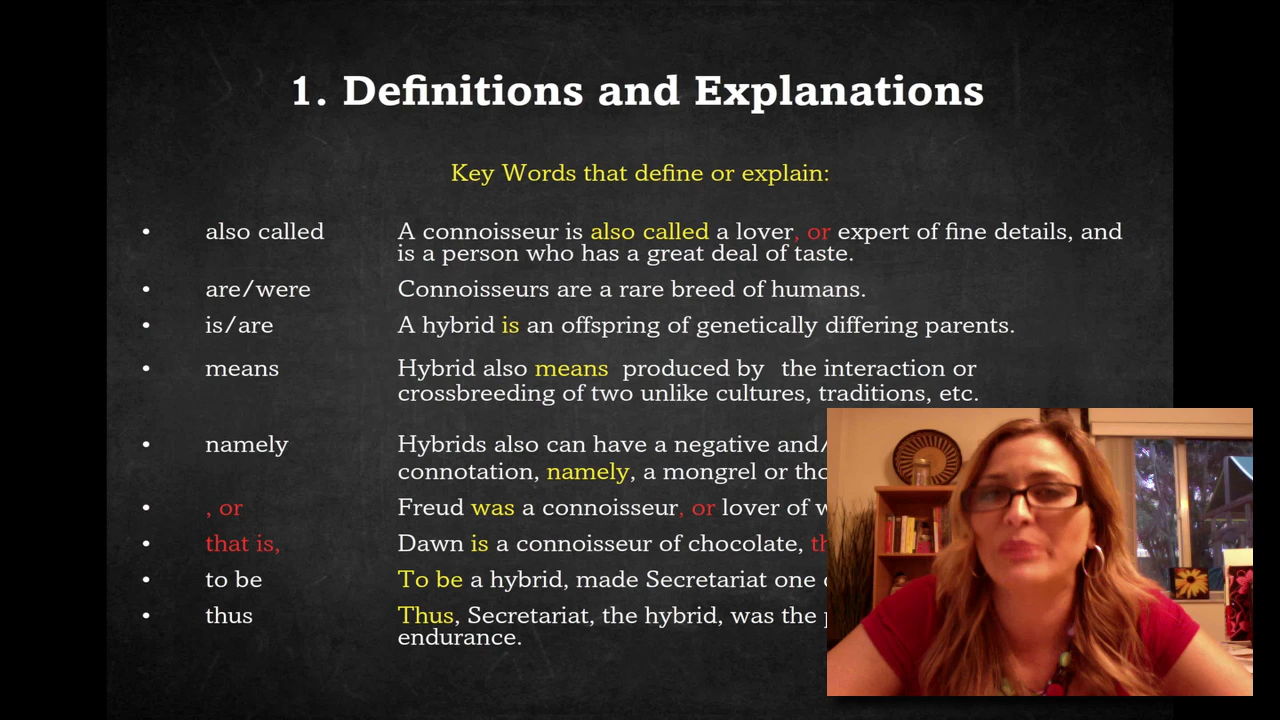 1. Definitions and Explanations
Key Words that define or explain:
• also called A connoisseur is also called a lover, or expert of fine details, and
is a person who has a great deal of taste.
• are/were Connoisseurs are a rare breed of humans.
• is/are A hybrid is an offspring of genetically differing parents.
• means Hybrid also means produced by the interaction or
crossbreeding of two unlike cultures, traditions, etc.
• namely Hybrids also can have a negative and/
connotation, namely, a mongrel or
• , or Freud was a connoisseur, or lover of
• that is, Dawn is a connoisseur of chocolate,
• to be To be a hybrid, made Secretariat one
• thus Thus, Secretariat, the hybrid, was the
endurance.